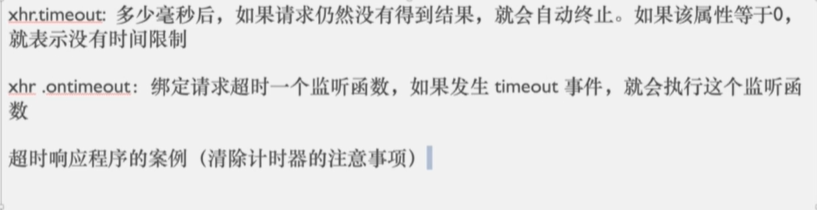 xhr.timeout: 多少毫秒后，如果请求仍然没有得到结果，就会自动终止。如果该属性等于0，
就表示没有时间限制
xhr .ontimeout：绑定请求超时一个监听函数，如果发生 timeout 事件，就会执行这个监听函
数
超时响应程序的案例（清除计时器的注意事项）